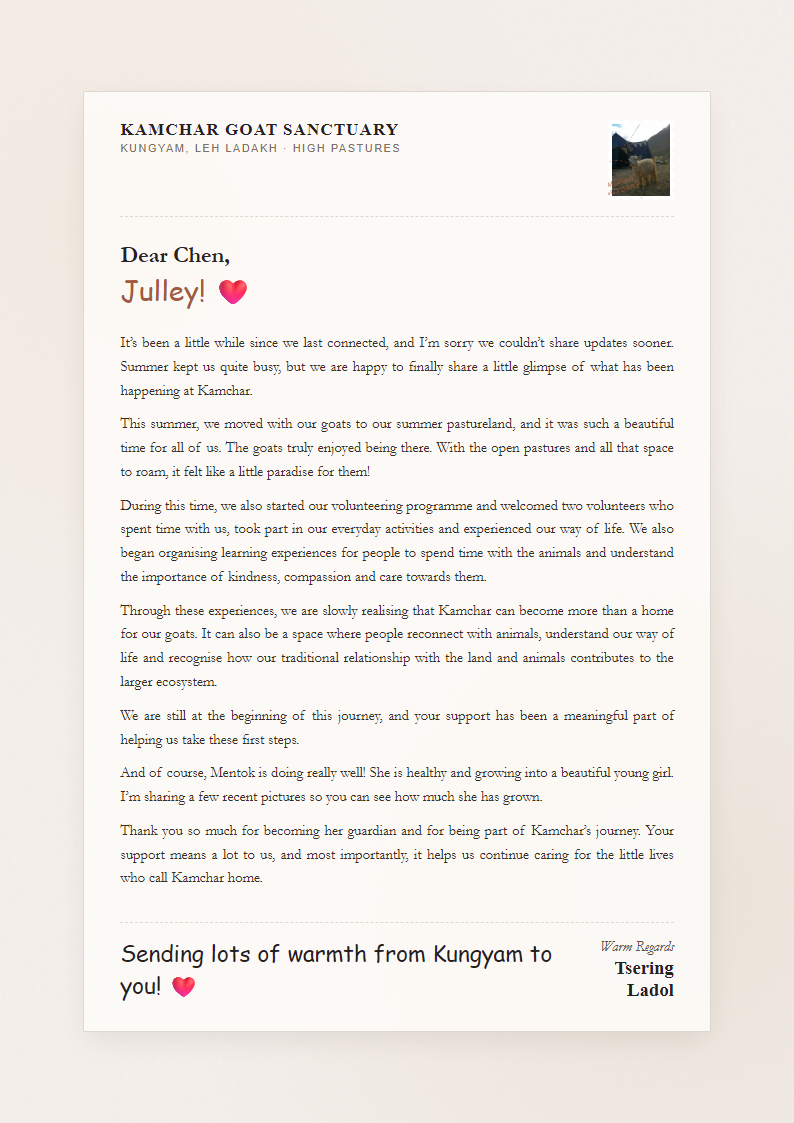 KAMCHAR GOAT SANCTUARY
KUNGYAM, LEH LADAKH · HIGH PASTURES
Dear Chen,
Julley! ❤️
It’s been a little while since we last connected, and I’m sorry we couldn’t share updates sooner.
Summer kept us quite busy, but we are happy to finally share a little glimpse of what has been
happening at Kamchar.
This summer, we moved with our goats to our summer pastureland, and it was such a beautiful
time for all of us. The goats truly enjoyed being there. With the open pastures and all that space
to roam, it felt like a little paradise for them!
During this time, we also started our volunteering programme and welcomed two volunteers who
spent time with us, took part in our everyday activities and experienced our way of life. We also
began organising learning experiences for people to spend time with the animals and understand
the importance of kindness, compassion and care towards them.
Through these experiences, we are slowly realising that Kamchar can become more than a home
for our goats. It can also be a space where people reconnect with animals, understand our way of
life and recognise how our traditional relationship with the land and animals contributes to the
larger ecosystem.
We are still at the beginning of this journey, and your support has been a meaningful part of
helping us take these first steps.
And of course, Mentok is doing really well! She is healthy and growing into a beautiful young girl.
I’m sharing a few recent pictures so you can see how much she has grown.
Thank you so much for becoming her guardian and for being part of Kamchar’s journey. Your
support means a lot to us, and most importantly, it helps us continue caring for the little lives
who call Kamchar home.
Sending lots of warmth from Kungyam to
you! ❤️
Warm Regards
Tsering
Ladol